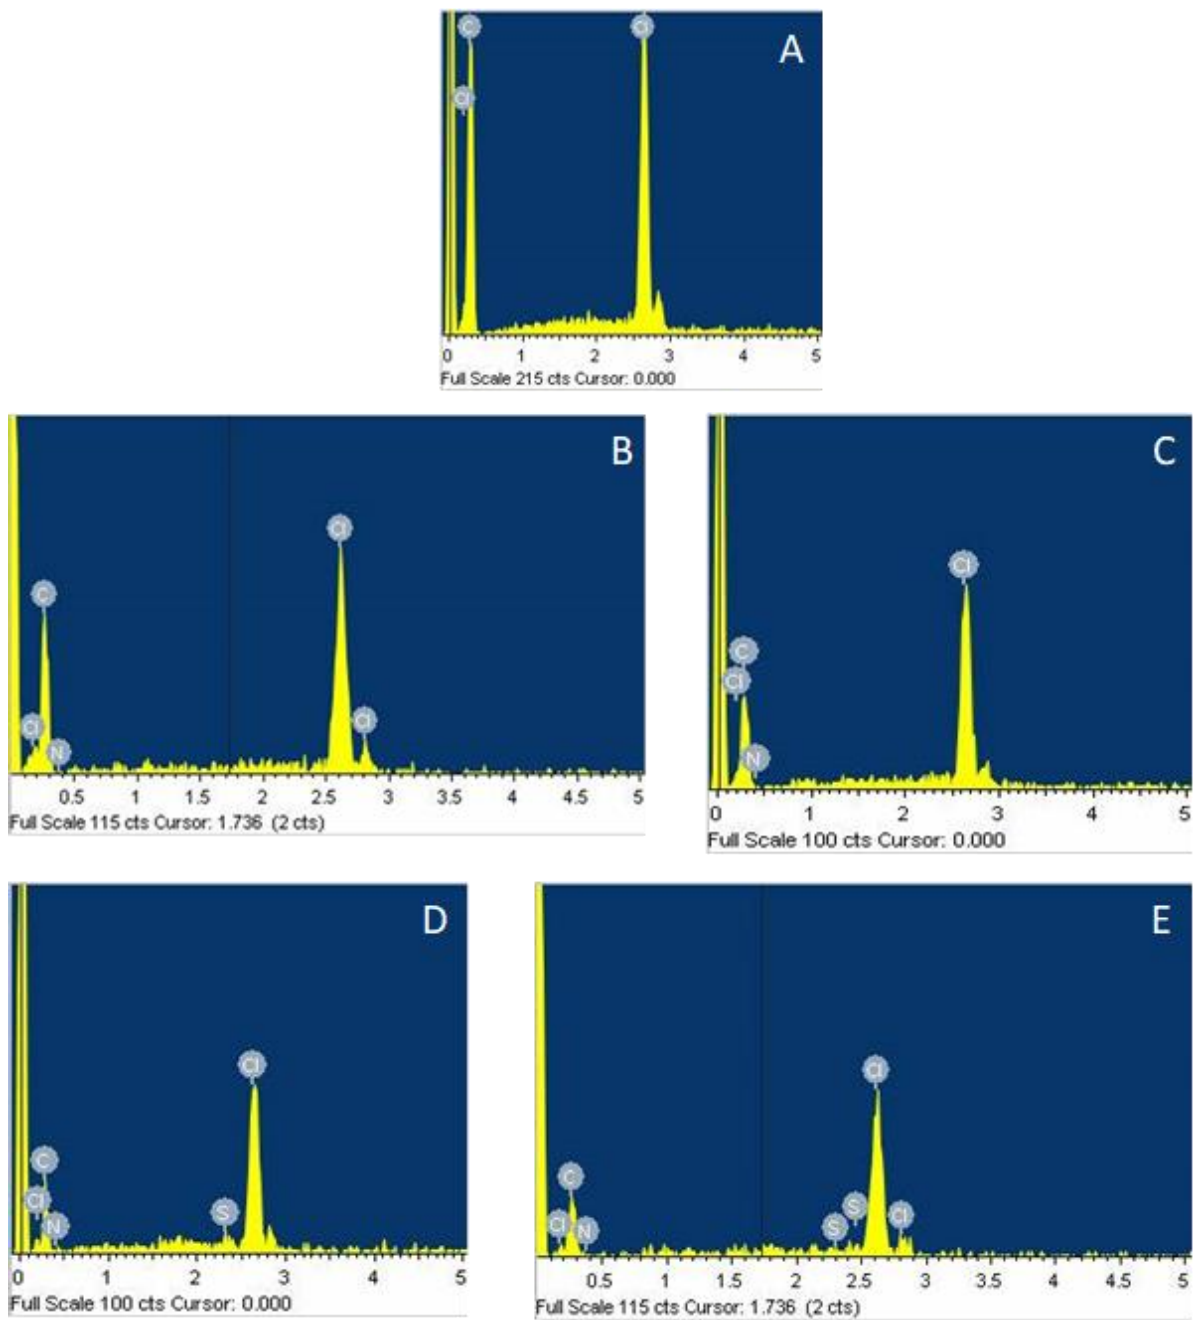 C
Cl
A
Cl
0 1 2 3 4 5
Full Scale 215 cts Cursor: 0.000
B
Cl
C
Cl
Cl
N
0.5 1 1.5 2 2.5 3 3.5 4 4.5 5
Full Scale 115 cts Cursor: 1.736 (2 cts)
C
Cl
C
Cl
N
0 1 2 3 4 5
Full Scale 100 cts Cursor: 0.000
D
Cl
C
Cl
S
N
0 1 2 3 4 5
Full Scale 100 cts Cursor: 0.000
E
Cl
C
S
Cl
Cl
S
N
0.5 1 1.5 2 2.5 3 3.5 4 4.5 5
Full Scale 115 cts Cursor: 1.736 (2 cts)